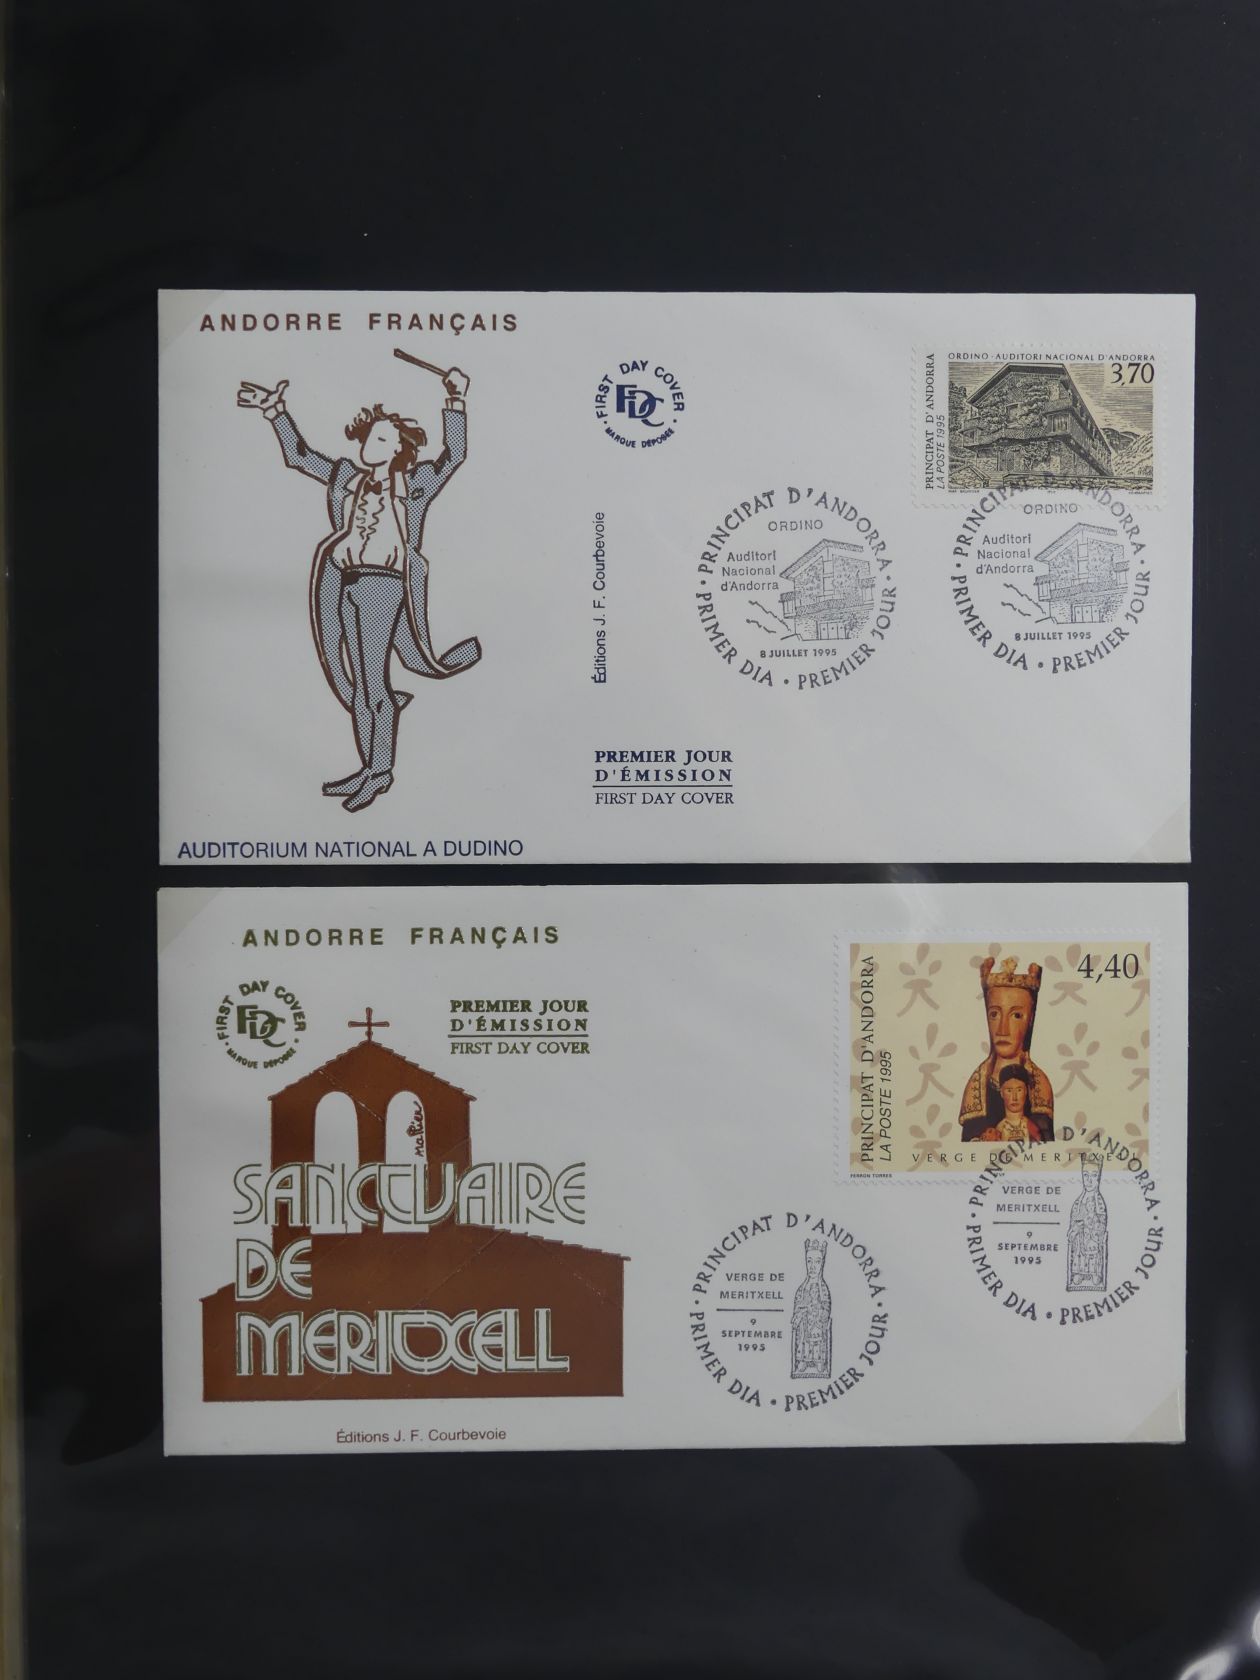 ANDORRE FRANÇAIS
FIRST DAY COVER
FDC
MARQUE DÉPOSÉE
Éditions J. F. Courbevoie
PREMIER JOUR
D'ÉMISSION
FIRST DAY COVER
AUDITORIUM NATIONAL A DUDINO
ORDINO - AUDITORI NACIONAL D'ANDORRA
3,70
PRINCIPAT D'ANDORRA
LA POSTE 1995
PRINCIPAT D'ANDORRA
ORDINO
Auditori
Nacional
d'Andorra
8 JUILLET 1995
PRIMER DIA • PREMIER JOUR
PRINCIPAT D'ANDORRA
ORDINO
Auditori
Nacional
d'Andorra
8 JUILLET 1995
PRIMER DIA • PREMIER JOUR
ANDORRE FRANÇAIS
FIRST DAY COVER
FDC
MARQUE DÉPOSÉE
PREMIER JOUR
D'ÉMISSION
FIRST DAY COVER
SANCTUAIRE
DE
MERITXELL
Éditions J. F. Courbevoie
4,40
PRINCIPAT D'ANDORRA
LA POSTE 1995
VERGE DE MERITXELL
PERRON TORRES
PRINCIPAT D'ANDORRA
VERGE DE
MERITXELL
9
SEPTEMBRE
1995
PRIMER DIA • PREMIER JOUR
PRINCIPAT D'ANDORRA
VERGE DE
MERITXELL
9
SEPTEMBRE
1995
PRIMER DIA • PREMIER JOUR